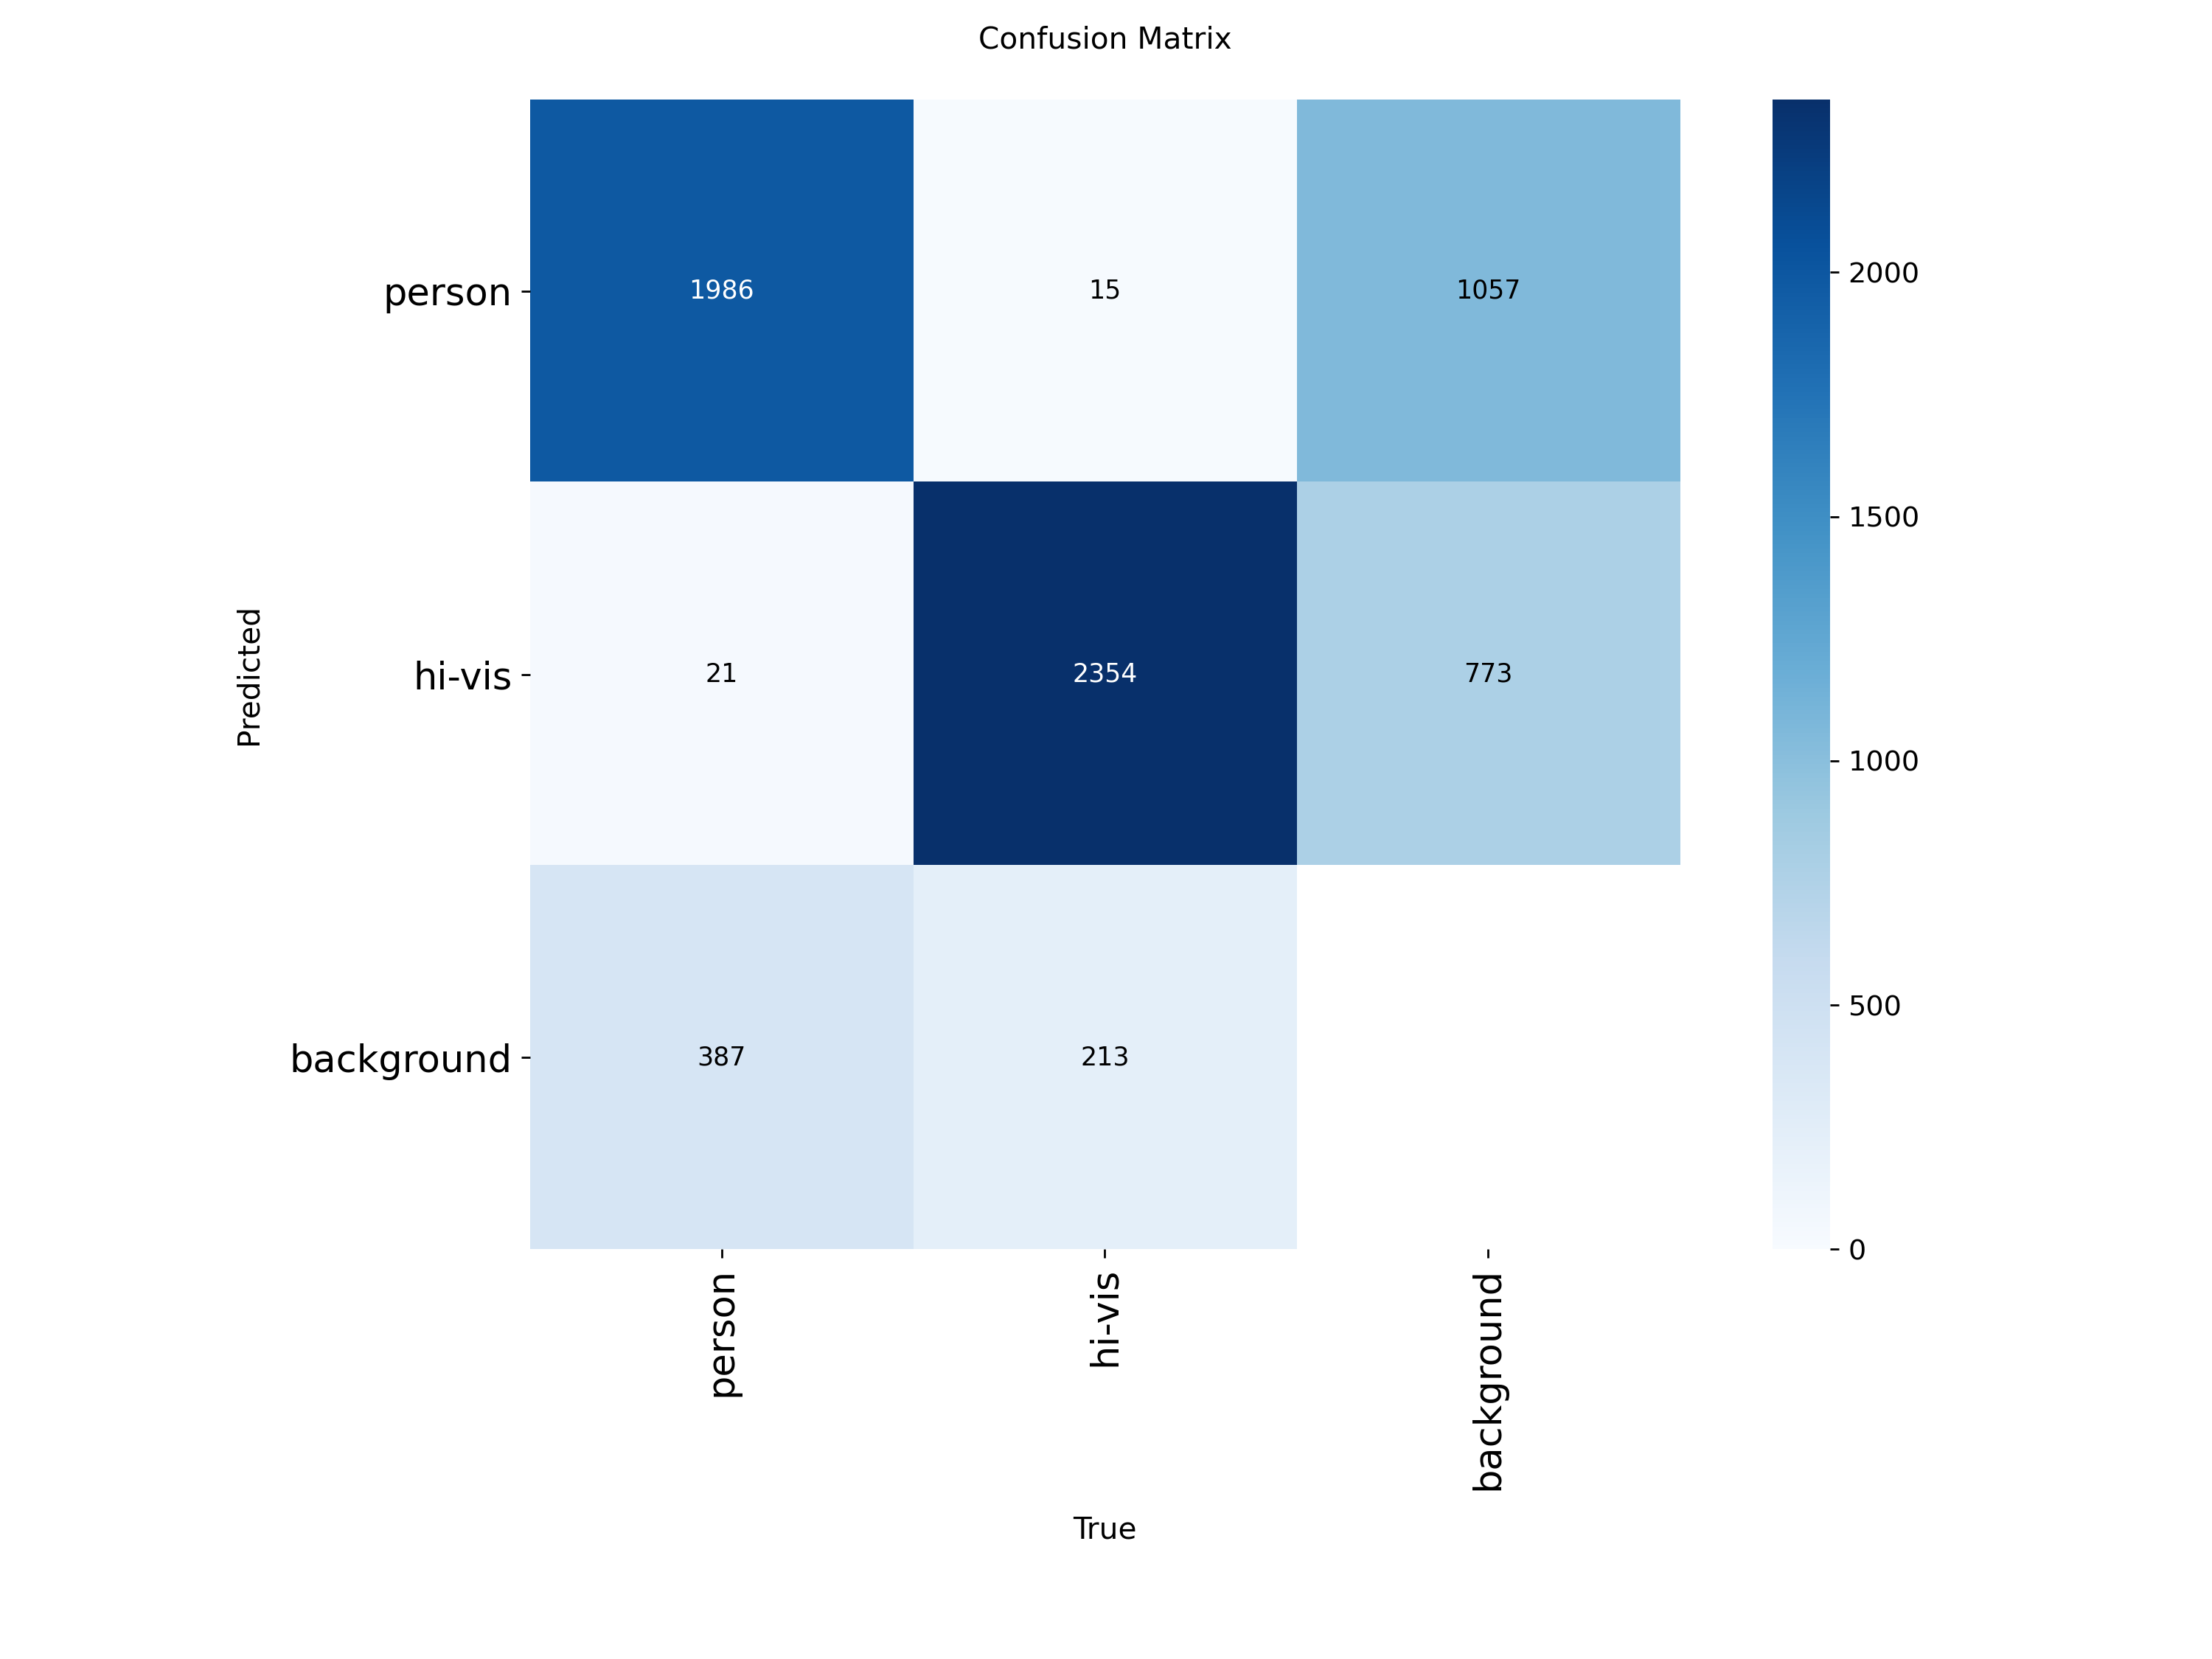 Confusion Matrix
person
1986
15
1057
2000
1500
Predicted
hi-vis
21
2354
773
1000
background
387
213
500
0
person
hi-vis
background
True